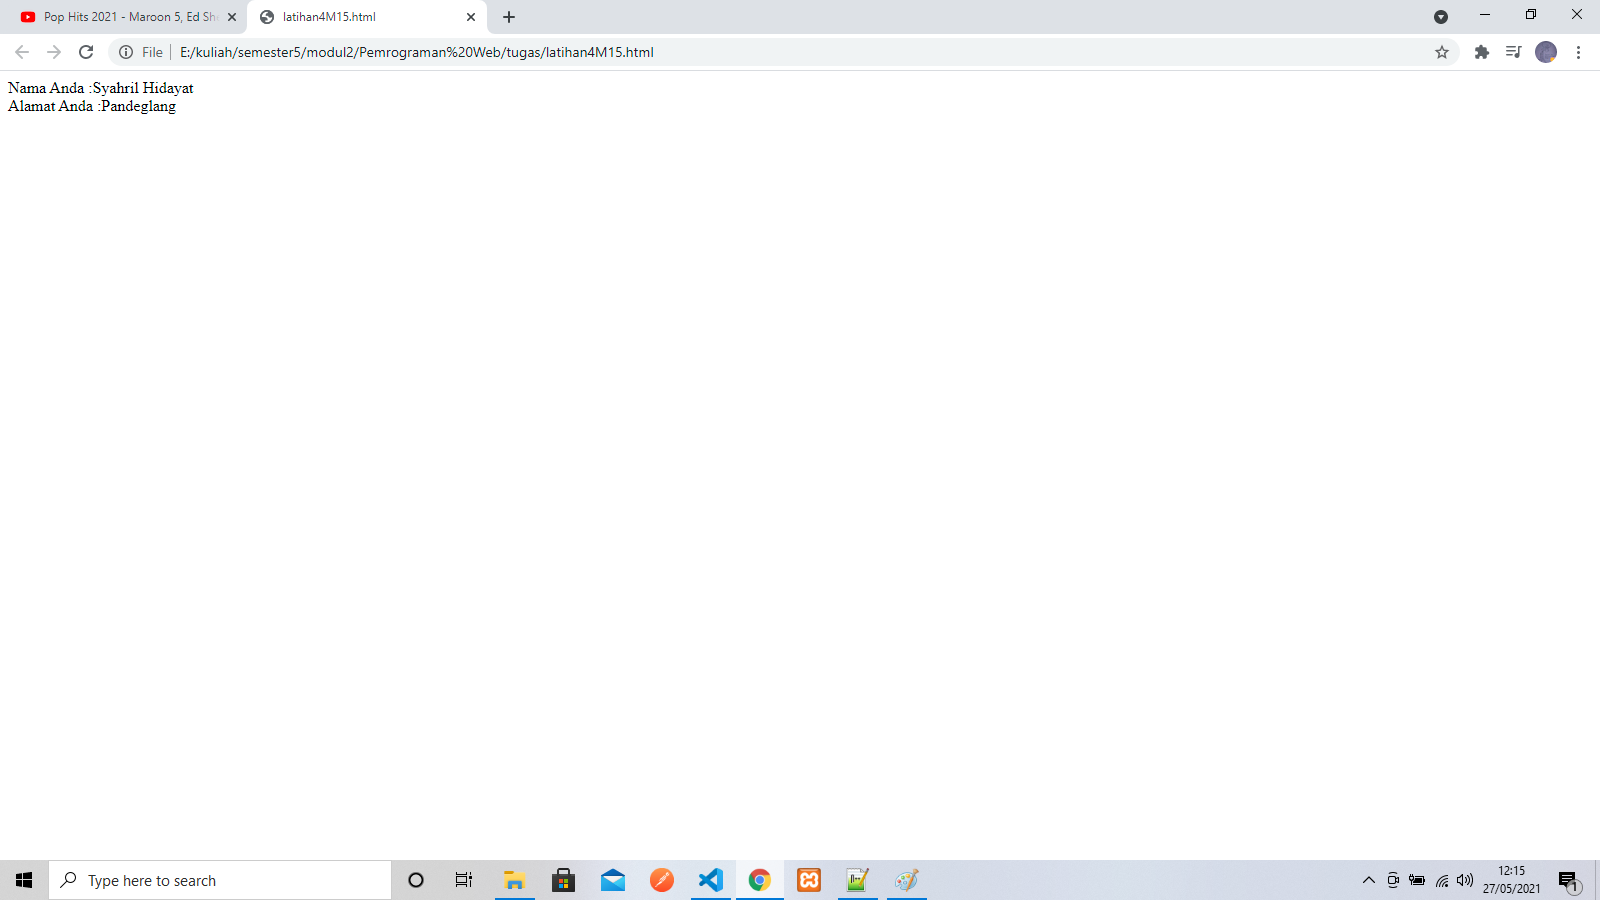 Pop Hits 2021 - Maroon 5, Ed Sh
latihan4M15.html
File
E:/kuliah/semester5/modul2/Pemrograman%20Web/tugas/latihan4M15.html
Nama Anda :Syahril Hidayat
Alamat Anda :Pandeglang
Type here to search
12:15
27/05/2021
1